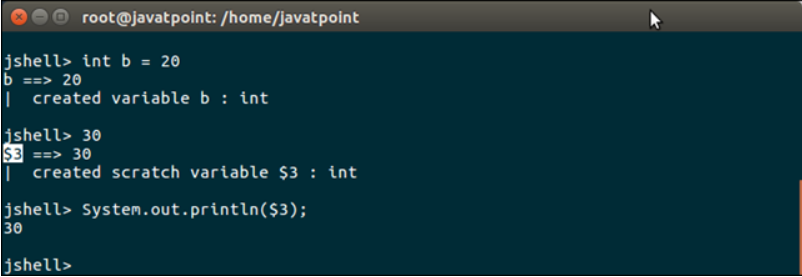 root@javatpoint: /home/javatpoint
jshell> int b = 20
b ==> 20
|  created variable b : int
jshell> 30
$3 ==> 30
|  created scratch variable $3 : int
jshell> System.out.println($3);
30
jshell>